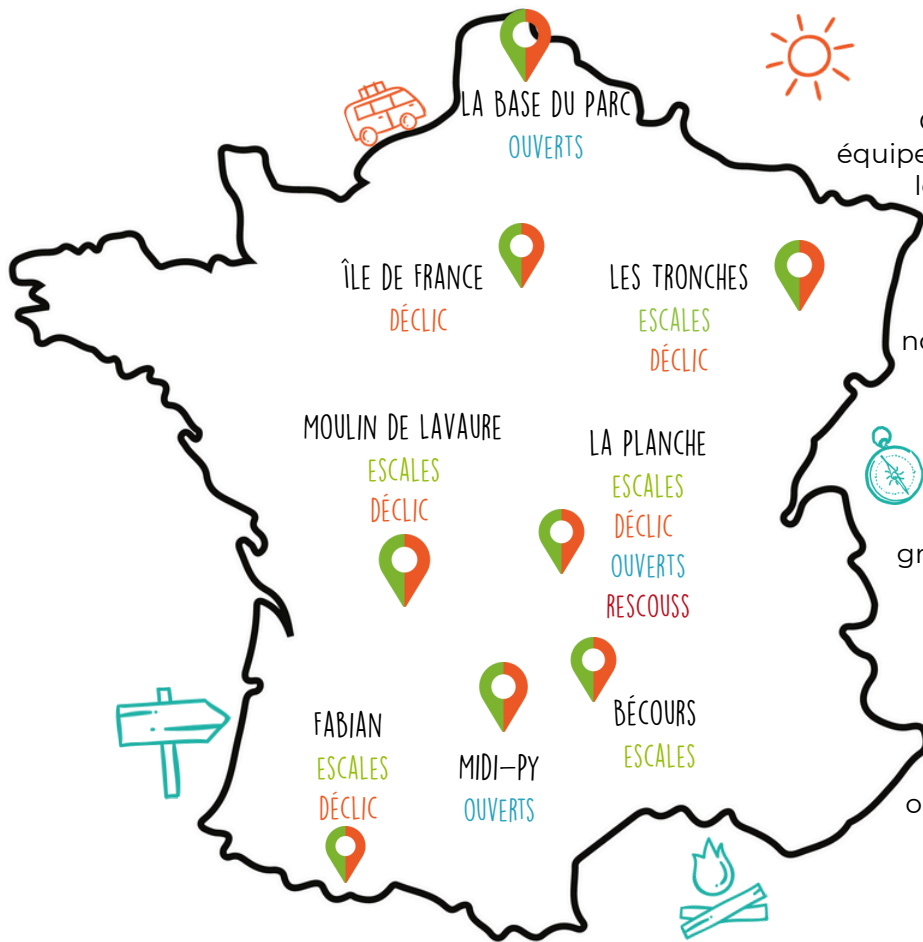 LA BASE DU PARC
OUVERTS
équipe
ÎLE DE FRANCE
DÉCLIC
LES TRONCHES
ESCALES
DÉCLIC
MOULIN DE LAVAURE
ESCALES
DÉCLIC
LA PLANCHE
ESCALES
DÉCLIC
OUVERTS
RESCOUSS
FABIAN
ESCALES
DÉCLIC
MIDI-PY
OUVERTS
BÉCOURS
ESCALES